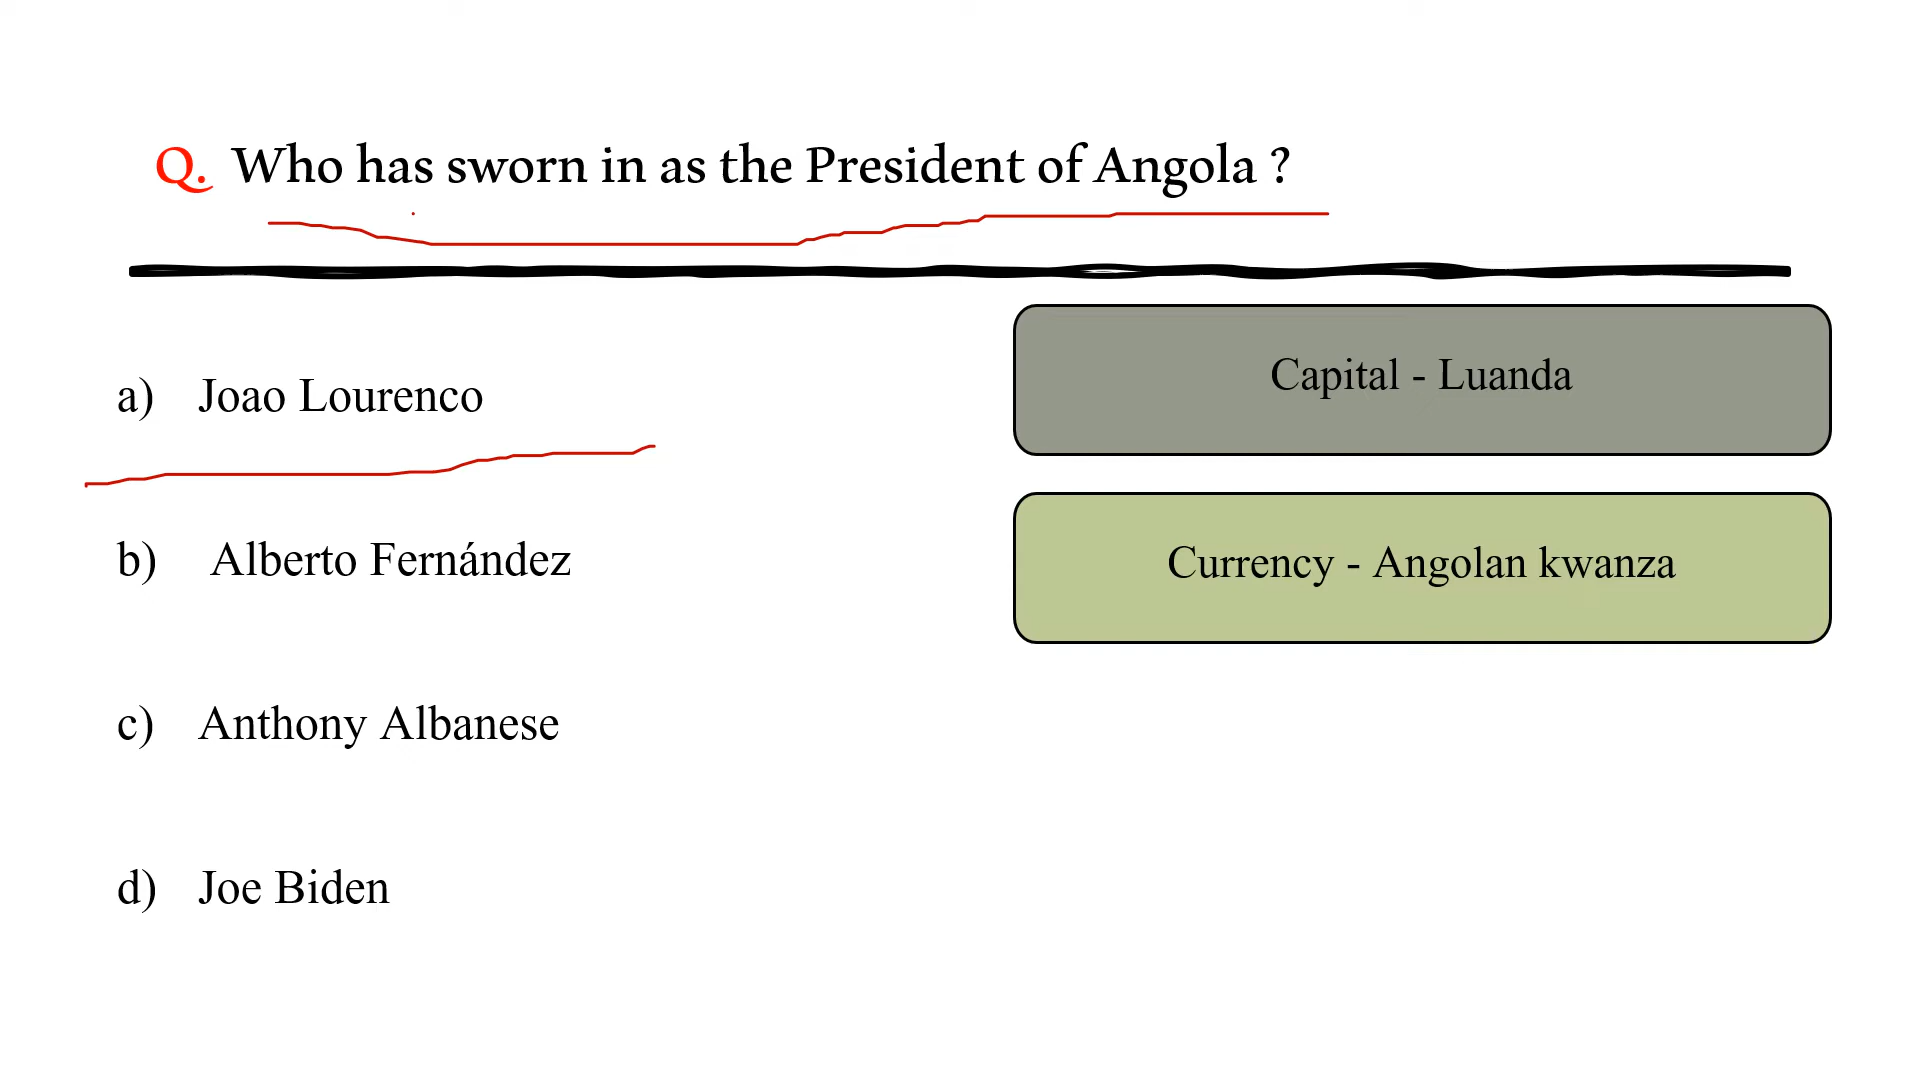 Q. Who has sworn in as the President of Angola ?
a) Joao Lourenco
b) Alberto Fernández
c) Anthony Albanese
d) Joe Biden
Capital - Luanda
Currency - Angolan kwanza